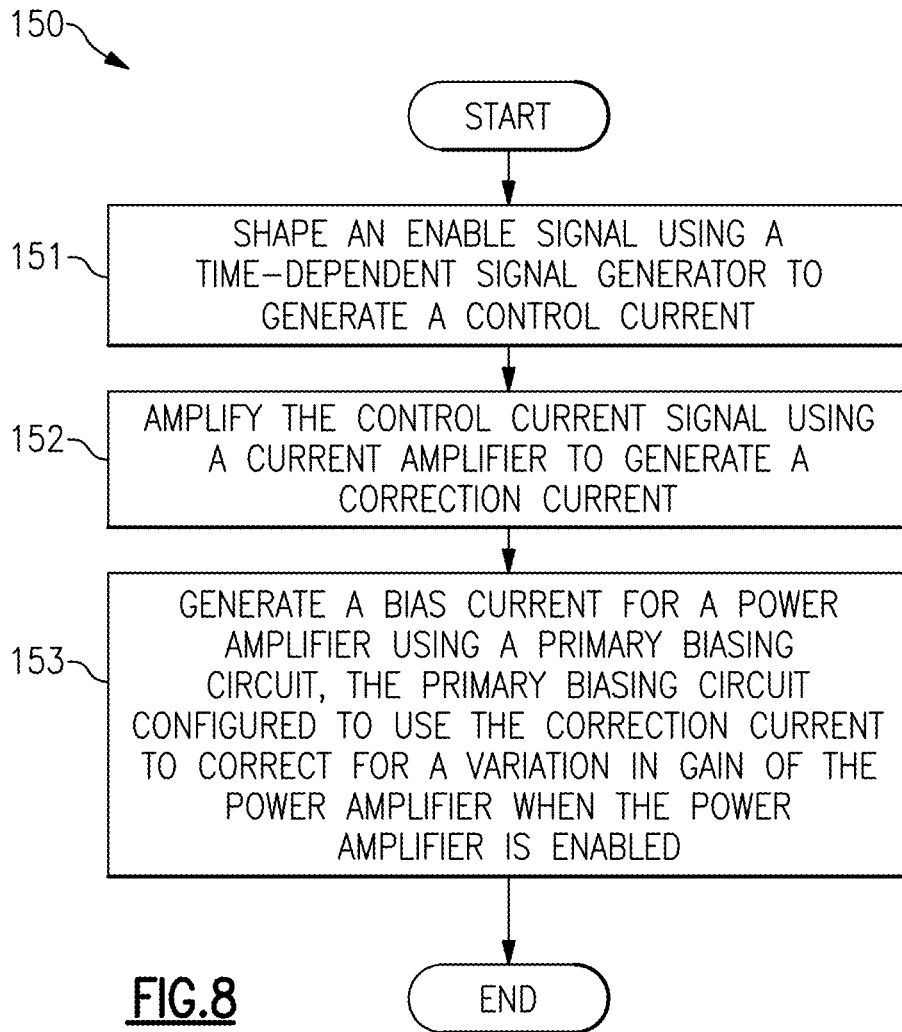 150
START
151
SHAPE AN ENABLE SIGNAL USING A
TIME-DEPENDENT SIGNAL GENERATOR TO
GENERATE A CONTROL CURRENT
152
AMPLIFY THE CONTROL CURRENT SIGNAL USING
A CURRENT AMPLIFIER TO GENERATE A
CORRECTION CURRENT
153
GENERATE A BIAS CURRENT FOR A POWER
AMPLIFIER USING A PRIMARY BIASING
CIRCUIT, THE PRIMARY BIASING CIRCUIT
CONFIGURED TO USE THE CORRECTION CURRENT
TO CORRECT FOR A VARIATION IN GAIN OF THE
POWER AMPLIFIER WHEN THE POWER
AMPLIFIER IS ENABLED
END
FIG.8